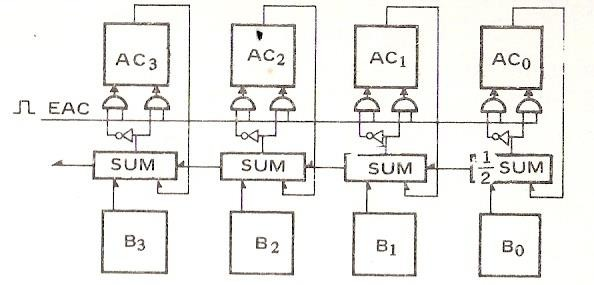 AC₃ AC₂ AC₁ AC₀
EAC
SUM SUM SUM ½ SUM
B₃ B₂ B₁ B₀